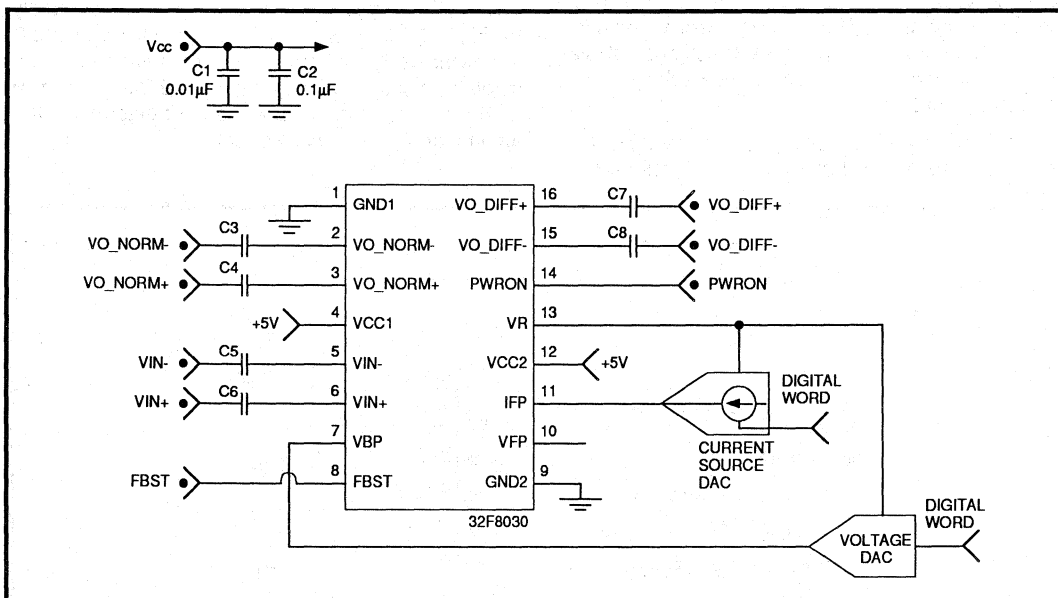 Vcc
C1
0.01µF
C2
0.1µF
1
GND1
VO_DIFF+
16
C7
VO_DIFF+
VO_NORM-
C3
2
VO_NORM-
VO_DIFF-
15
C8
VO_DIFF-
VO_NORM+
C4
3
VO_NORM+
PWRON
14
PWRON
+5V
4
VCC1
VR
13
VIN-
C5
5
VIN-
VCC2
12
+5V
VIN+
C6
6
VIN+
IFP
11
DIGITAL
WORD
CURRENT
SOURCE
DAC
7
VBP
VFP
10
FBST
8
FBST
GND2
9
32F8030
VOLTAGE
DAC
DIGITAL
WORD